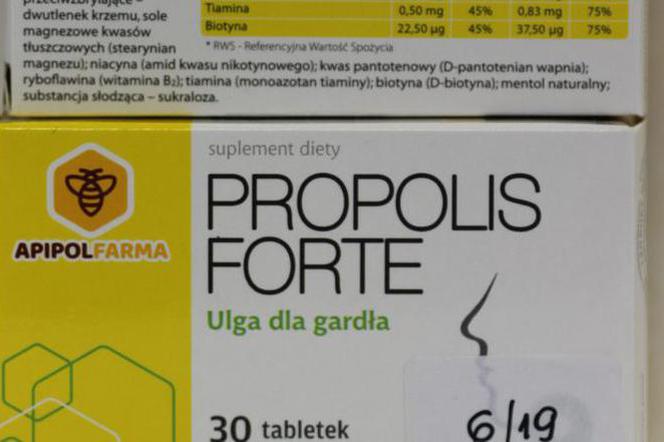 przeciwzbrylające –
dwutlenek krzemu, sole
magnezowe kwasów
tłuszczowych (stearynian
Tiamina 0,50 mg 45% 0,83 mg 75%
Biotyna 22,50 µg 45% 37,50 µg 75%
* RWS - Referencyjna Wartość Spożycia
magnezu); niacyna (amid kwasu nikotynowego); kwas pantotenowy (D-pantotenian wapnia);
ryboflawina (witamina B₂); tiamina (monoazotan tiaminy); biotyna (D-biotyna); mentol naturalny;
substancja słodząca – sukraloza.
suplement diety
PROPOLIS
FORTE
APIPOLFARMA
Ulga dla gardła
30 tabletek
6/19